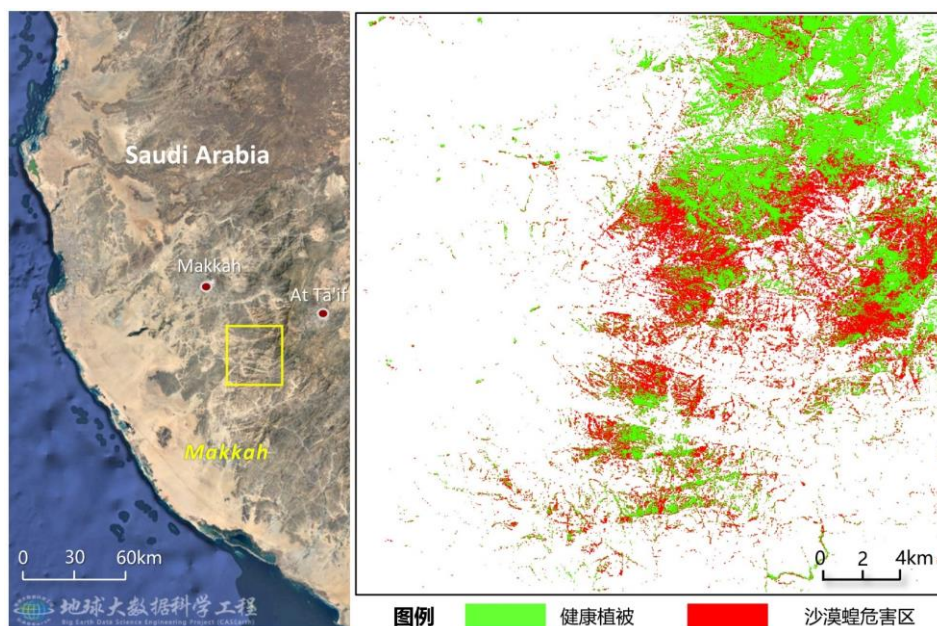 Saudi Arabia
Makkah
At Ta'if
Makkah
0 30 60km
地球大数据科学工程
Big Earth Data Science Engineering Project (CASEarth)
0 2 4km
图例 健康植被 沙漠蝗危害区